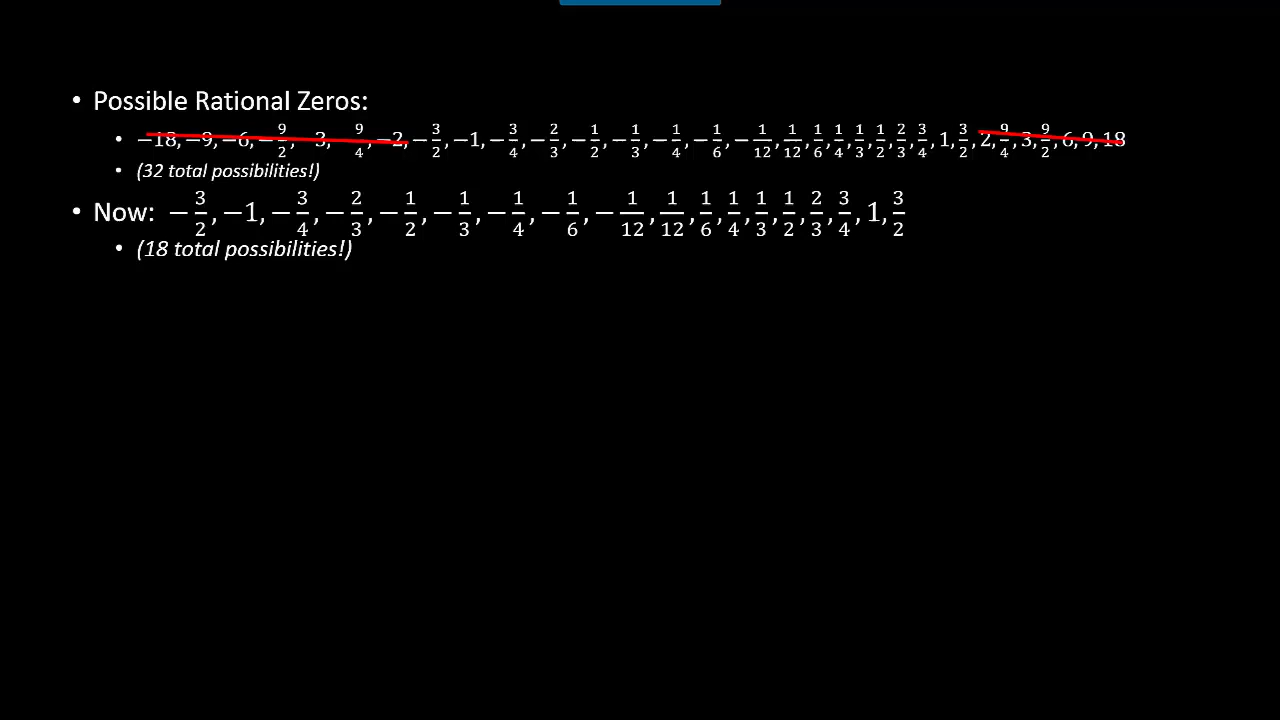 • Possible Rational Zeros:
• −18, −9, −6, −9/2, −3, −9/4, −2, −3/2, −1, −3/4, −2/3, −1/2, −1/3, −1/4, −1/6, −1/12, 1/12, 1/6, 1/4, 1/3, 1/2, 2/3, 3/4, 1, 3/2, 2, 9/4, 3, 9/2, 6, 9, 18
• (32 total possibilities!)
• Now: −3/2, −1, −3/4, −2/3, −1/2, −1/3, −1/4, −1/6, −1/12, 1/12, 1/6, 1/4, 1/3, 1/2, 2/3, 3/4, 1, 3/2
• (18 total possibilities!)